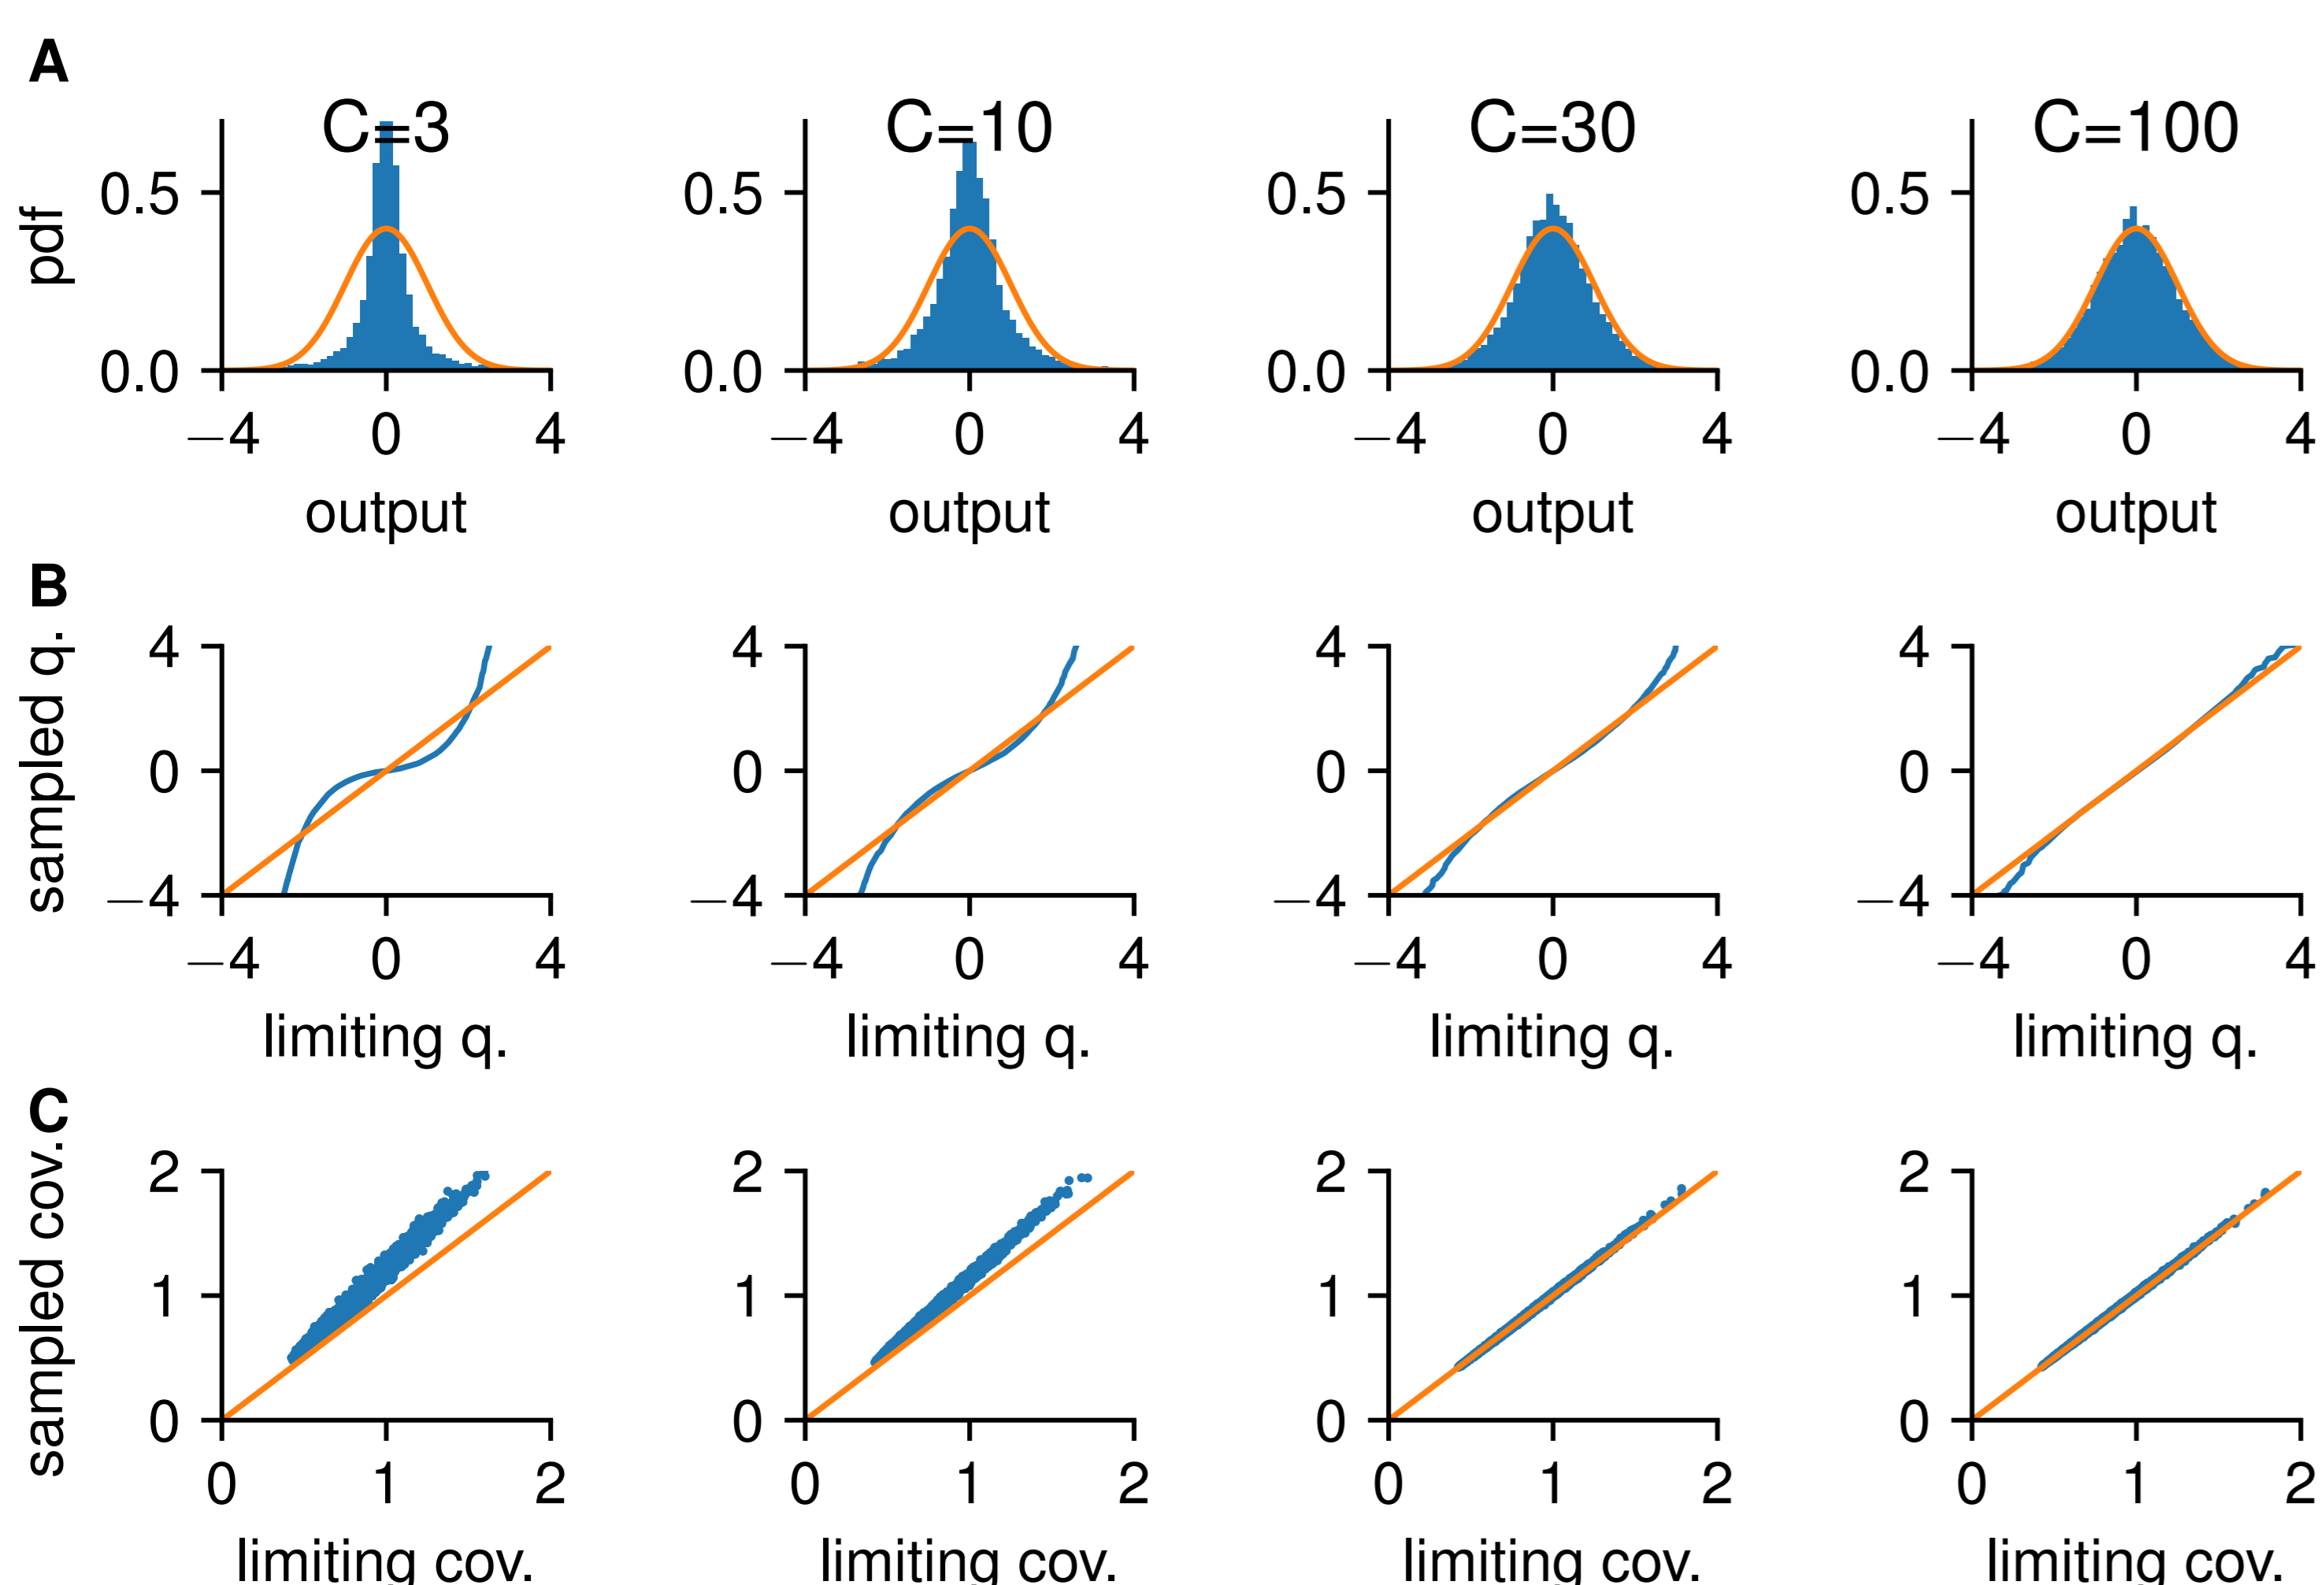 A
C=3 C=10 C=30 C=100
pdf
0.5 0.5 0.5 0.5
0.0 0.0 0.0 0.0
−4 0 4 −4 0 4 −4 0 4 −4 0 4
output output output output
B
sampled q.
4 4 4 4
0 0 0 0
−4 −4 −4 −4
−4 0 4 −4 0 4 −4 0 4 −4 0 4
limiting q. limiting q. limiting q. limiting q.
C
sampled cov.
2 2 2 2
1 1 1 1
0 0 0 0
0 1 2 0 1 2 0 1 2 0 1 2
limiting cov. limiting cov. limiting cov. limiting cov.